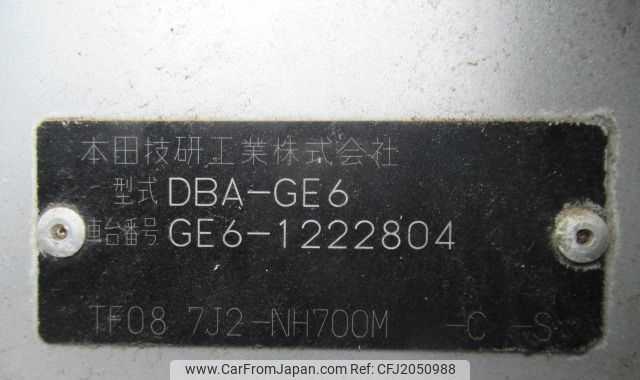 本田技研工業株式会社
型式 DBA-GE6
車台番号 GE6-1222804
TF08 7J2-NH700M -C -S
www.CarFromJapan.com Ref:CFJ2050988